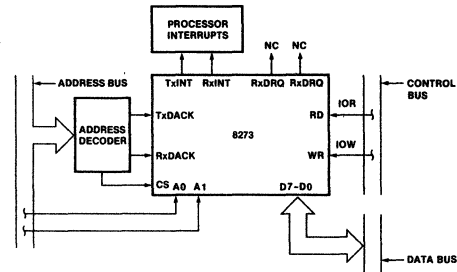 PROCESSOR
INTERRUPTS
NC NC
ADDRESS BUS
TxINT RxINT RxDRQ RxDRQ
CONTROL
BUS
ADDRESS
DECODER
TxDACK
RD
IOR
8273
RxDACK
WR
IOW
CS A0 A1 D7-D0
DATA BUS